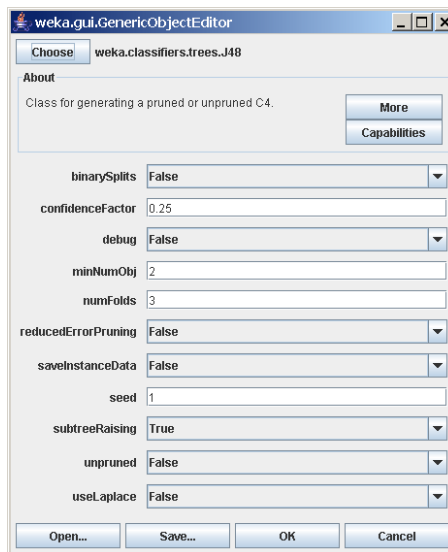 weka.gui.GenericObjectEditor
Choose weka.classifiers.trees.J48
About
Class for generating a pruned or unpruned C4.
More
Capabilities
binarySplits False
confidenceFactor 0.25
debug False
minNumObj 2
numFolds 3
reducedErrorPruning False
saveInstanceData False
seed 1
subtreeRaising True
unpruned False
useLaplace False
Open... Save... OK Cancel